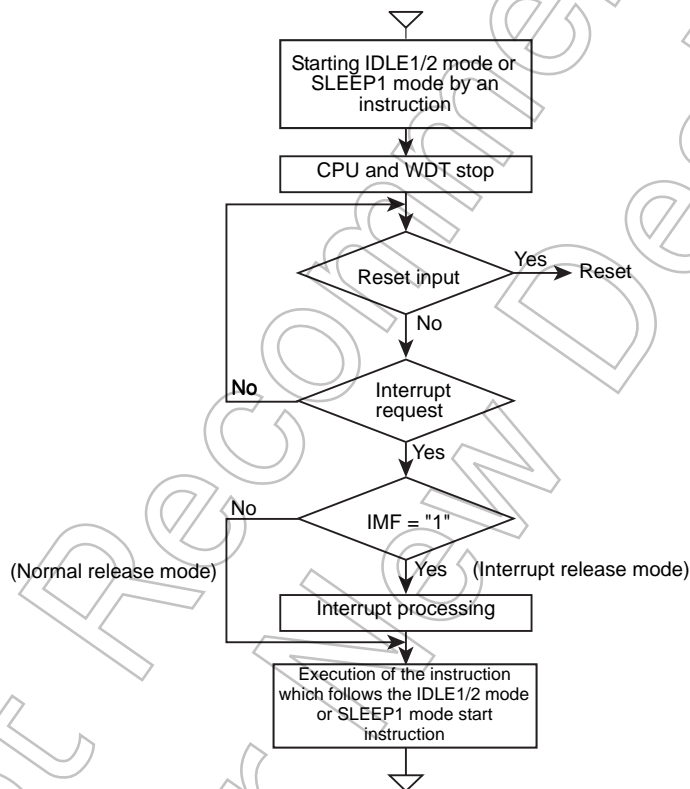 Starting IDLE1/2 mode or
SLEEP1 mode by an
instruction
CPU and WDT stop
Reset input
Yes
Reset
No
Interrupt
request
No
Yes
IMF = "1"
No
Yes
(Normal release mode)
(Interrupt release mode)
Interrupt processing
Execution of the instruction
which follows the IDLE1/2 mode
or SLEEP1 mode start
instruction